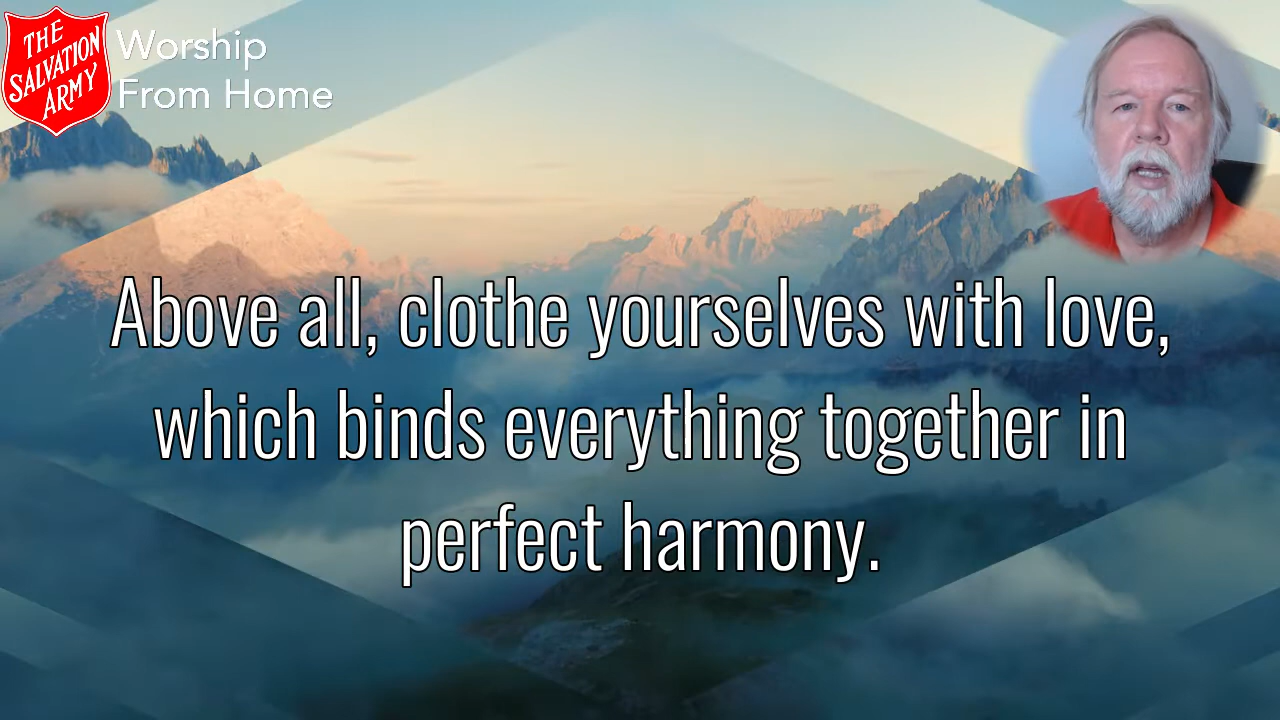 THE
SALVATION
ARMY
Worship
From Home
Above all, clothe yourselves with love,
which binds everything together in
perfect harmony.